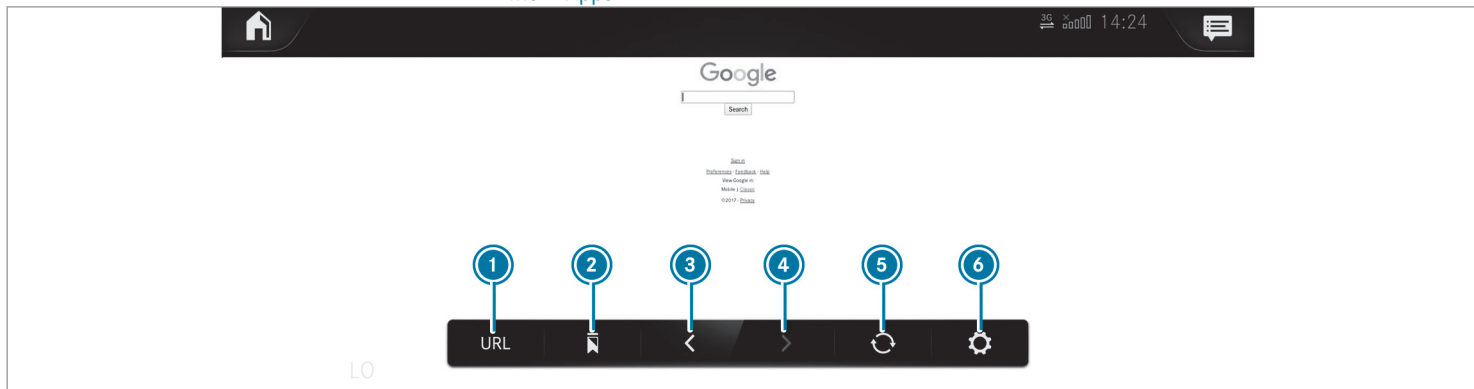 3G 14:24
Google
Search
Sign in
Preferences - Feedback - Help
View Google in:
Mobile | Classic
©2017 - Privacy
1 2 3 4 5 6
URL
LO